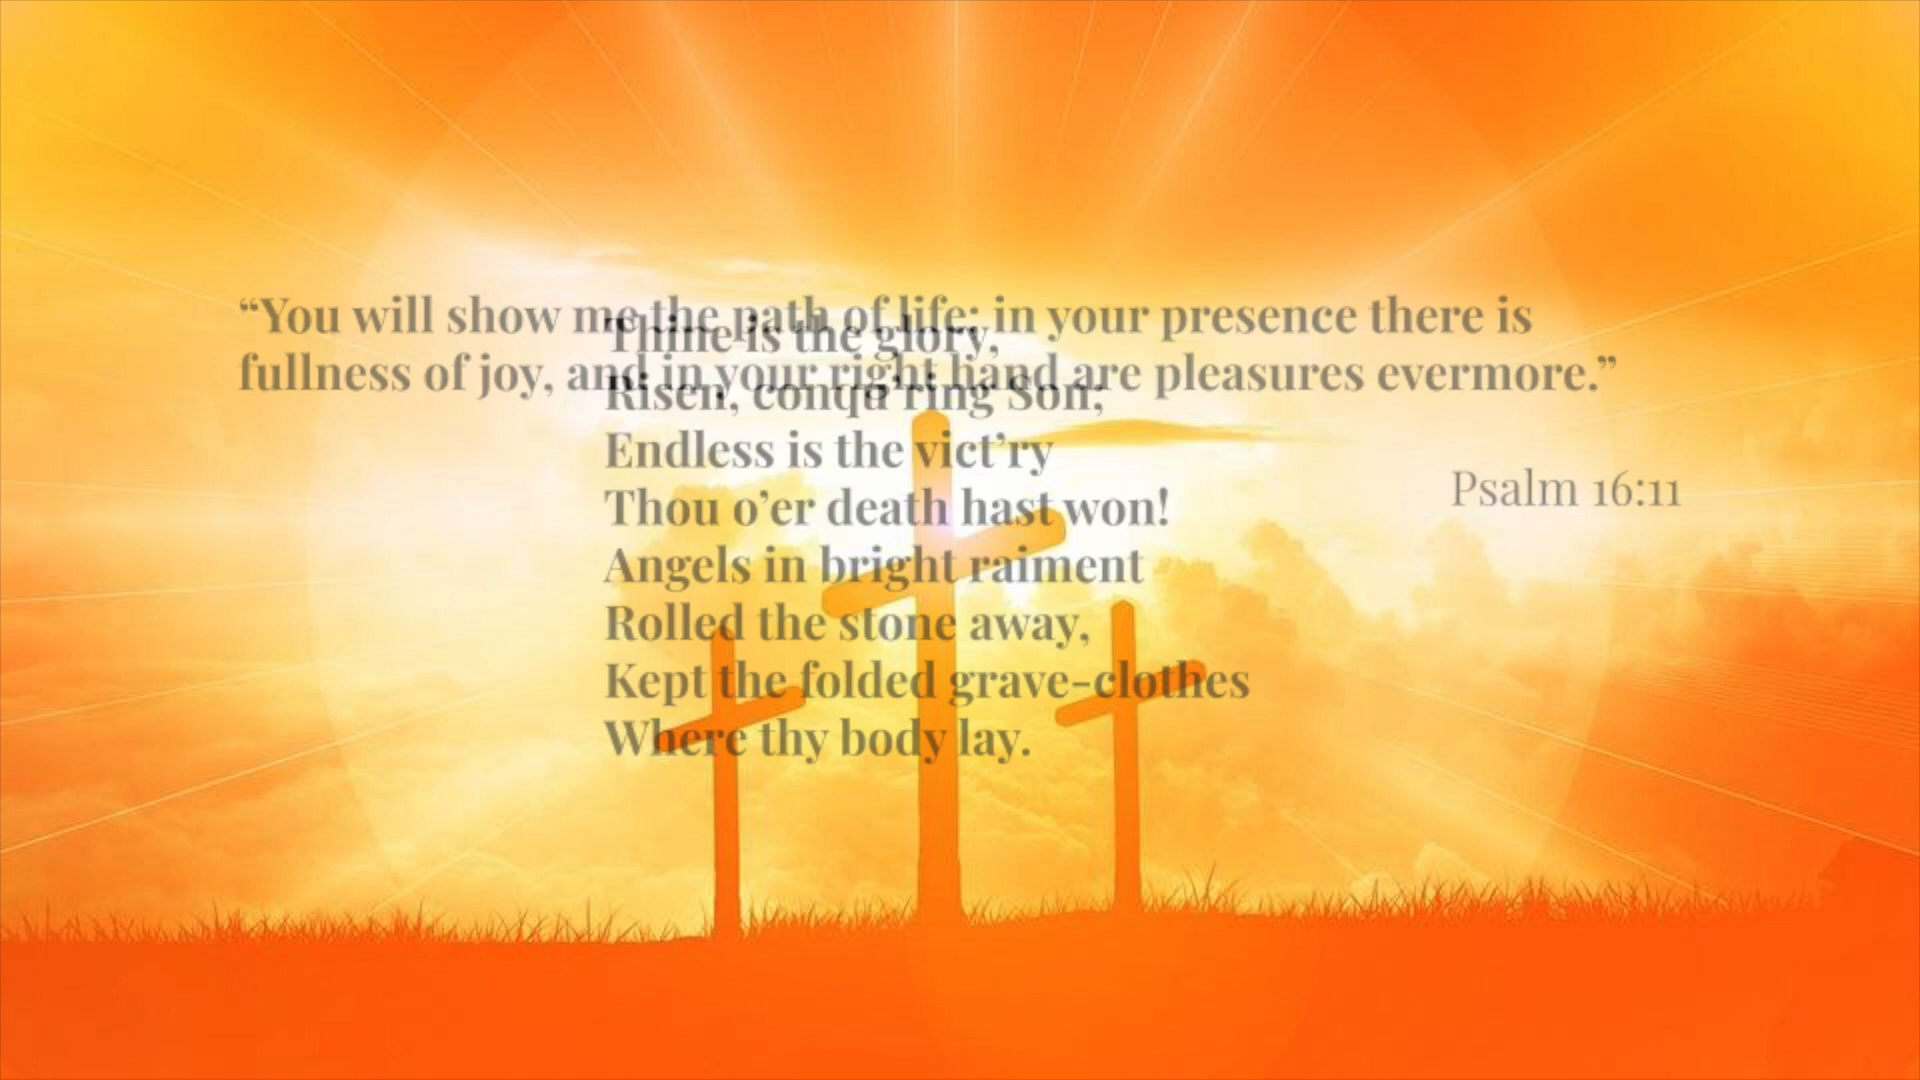 “You will show me the path of life; in your presence there is
fullness of joy, and in your right hand are pleasures evermore.”
Psalm 16:11
Thine is the glory,
Risen, conqu’ring Son;
Endless is the vict’ry
Thou o’er death hast won!
Angels in bright raiment
Rolled the stone away,
Kept the folded grave-clothes
Where thy body lay.